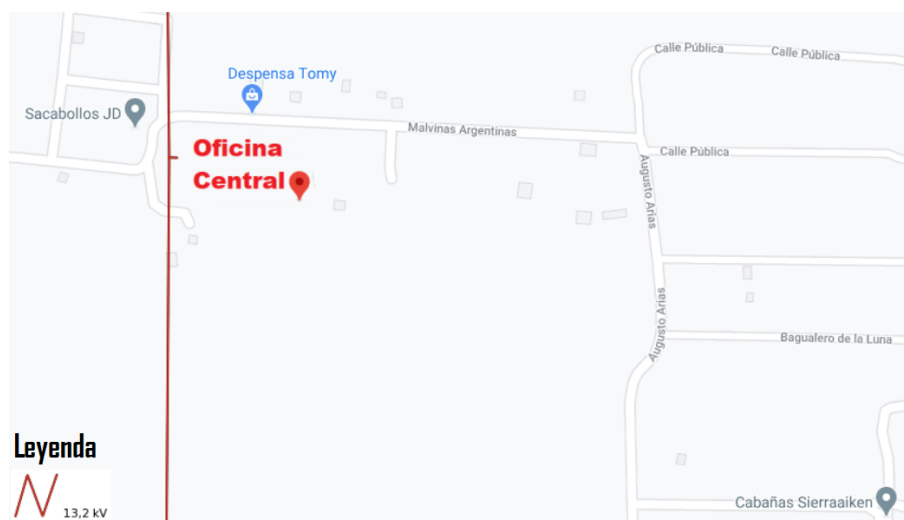 Calle Pública
Calle Pública
Despensa Tomy
Sacabollos JD
Malvinas Argentinas
Oficina
Central
Calle Pública
Augusto Arias
Augusto Arias
Bagualero de la Luna
Leyenda
13,2 kV
Cabañas Sierraaiken